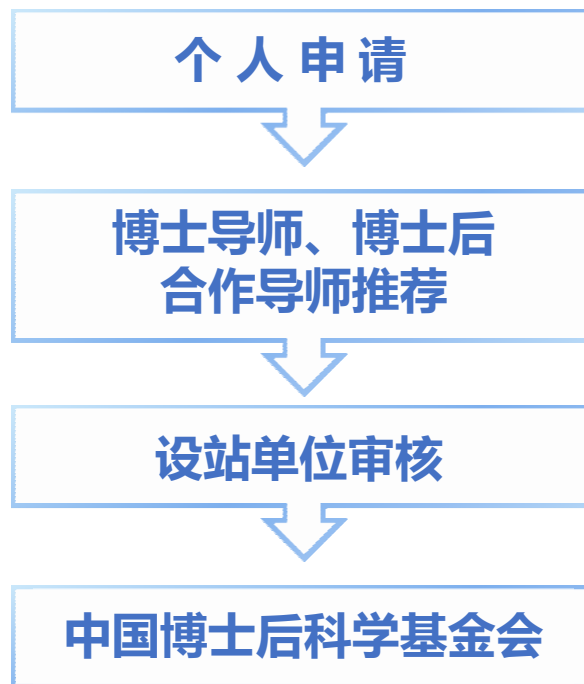 个人申请
博士导师、博士后
合作导师推荐
设站单位审核
中国博士后科学基金会